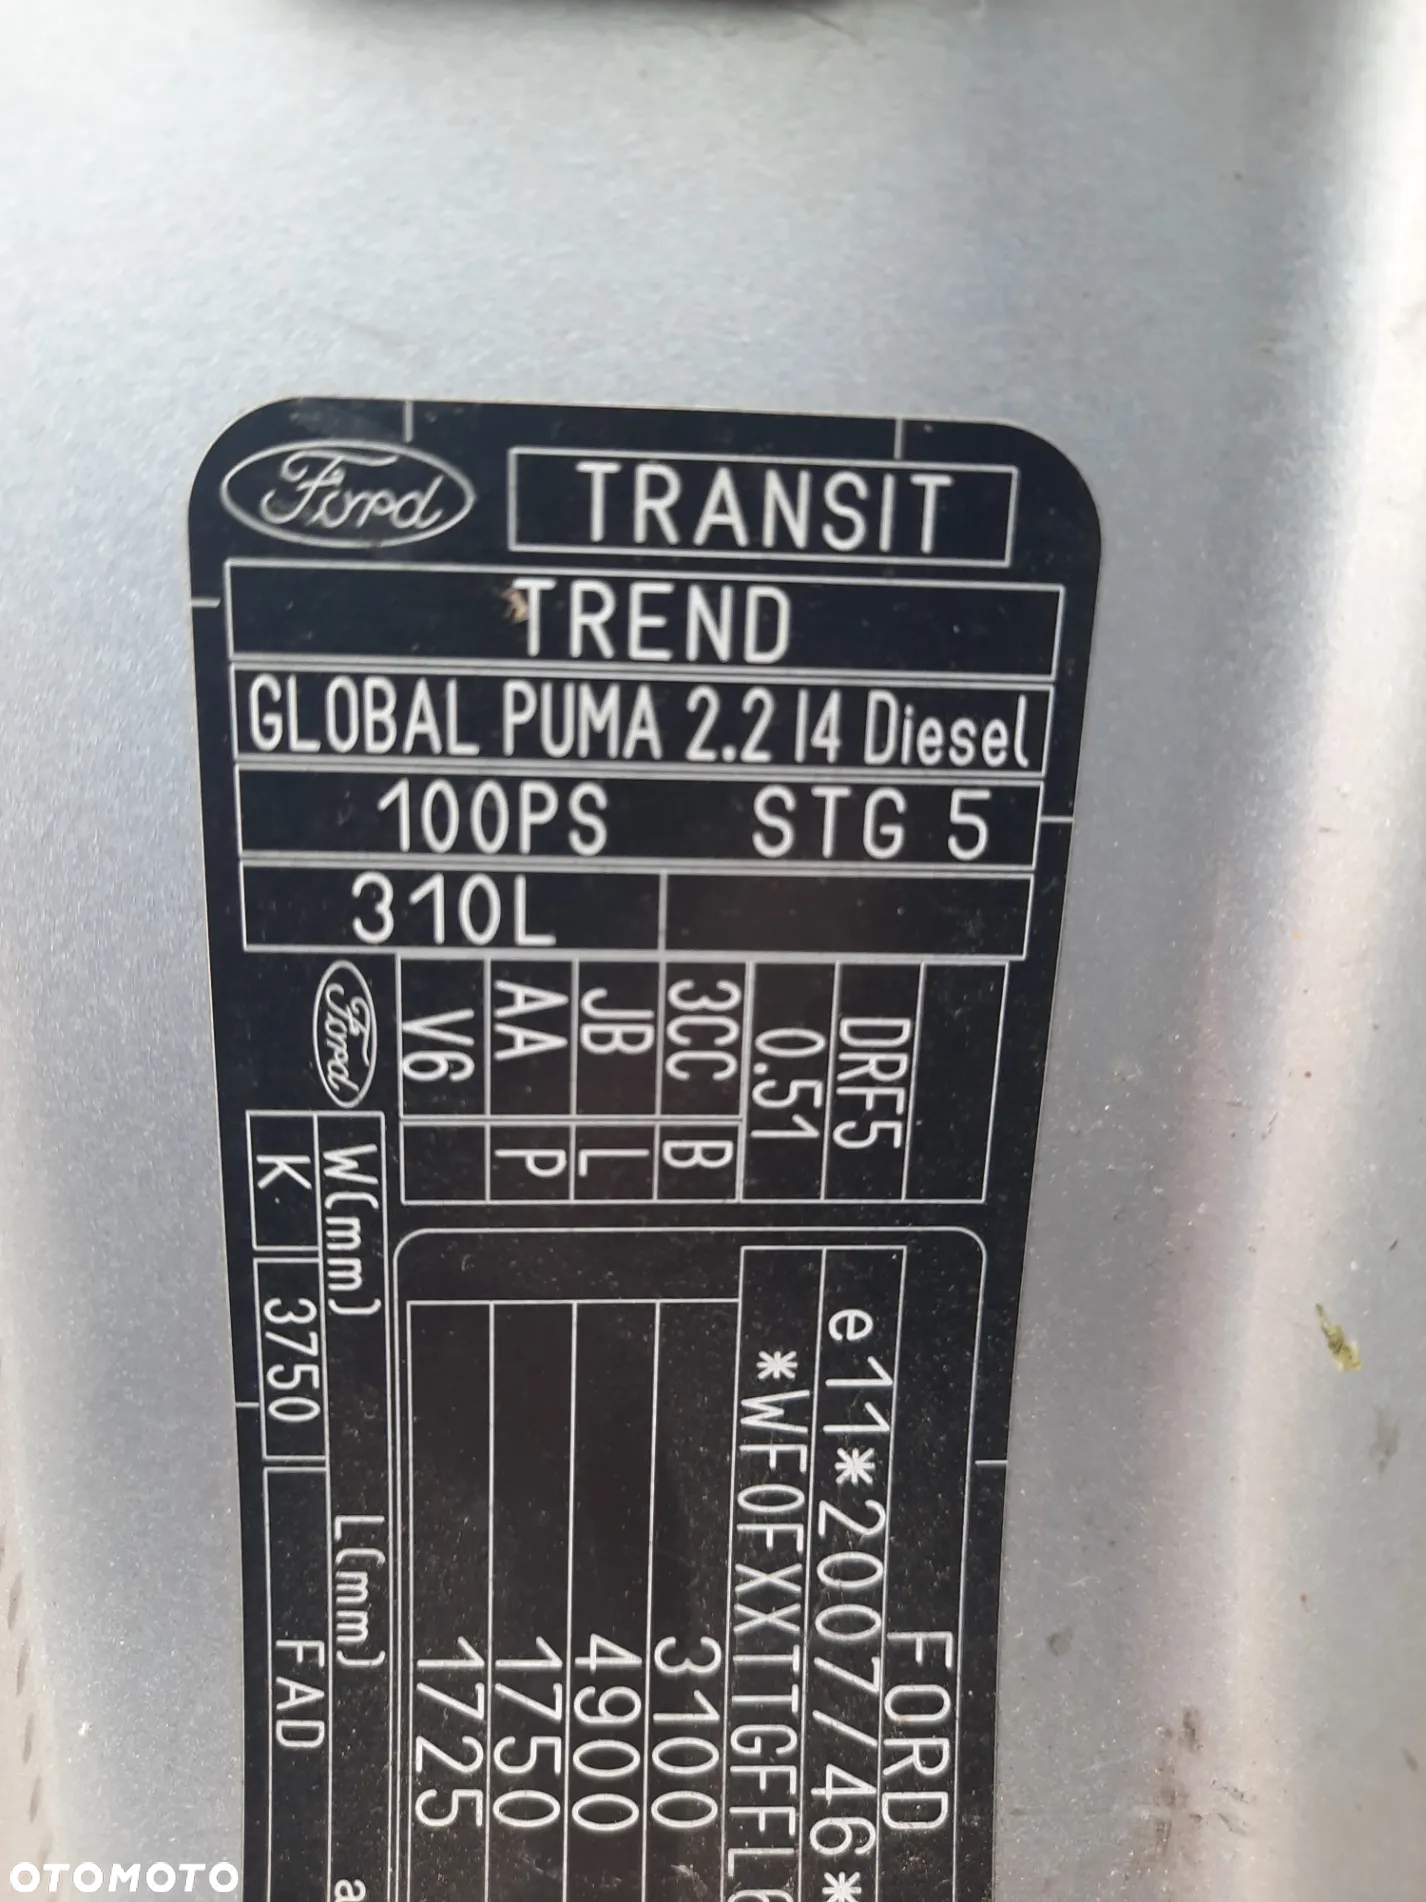 Ford TRANSIT
TREND
GLOBAL PUMA 2.2 I4 Diesel
100PS STG 5
310L
DRF5
0.51
3CC B
JB L
AA P
V6
Ford
W(mm) L(mm)
K 3750 FAD
FORD
e11*2007/46*
*WF0FXXTTGFFL6
3100
4900
1750
1725
OTOMOTO